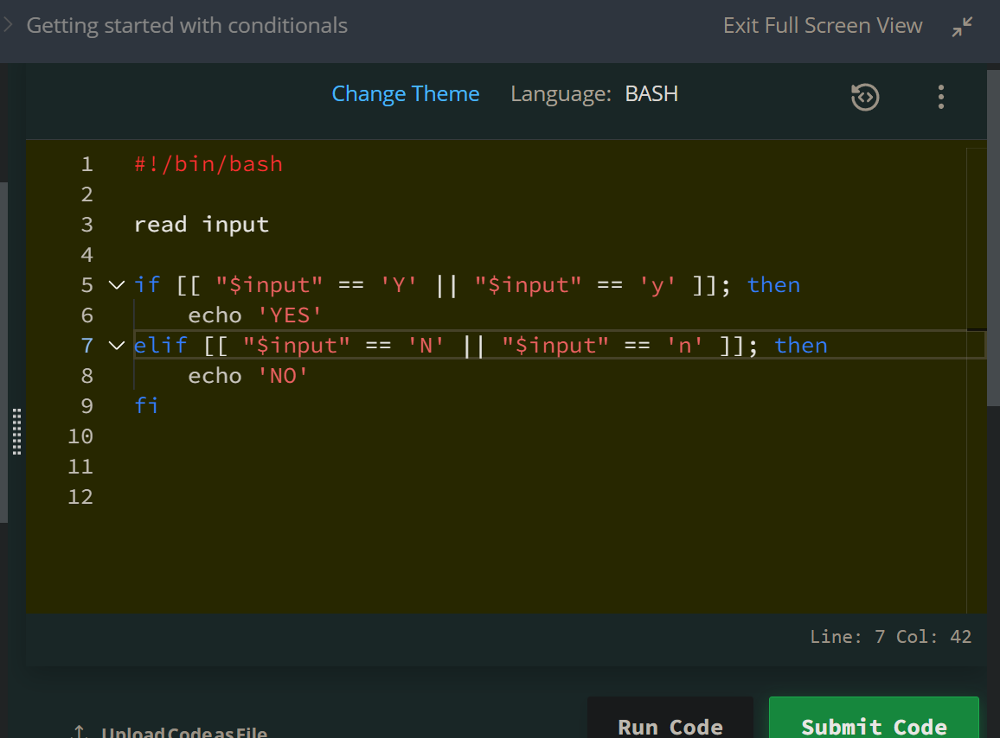 Getting started with conditionals Exit Full Screen View
Change Theme Language: BASH
1 #!/bin/bash
2
3 read input
4
5 if [[ "$input" == 'Y' || "$input" == 'y' ]]; then
6 echo 'YES'
7 elif [[ "$input" == 'N' || "$input" == 'n' ]]; then
8 echo 'NO'
9 fi
10
11
12
Line: 7 Col: 42
Upload Code as File Run Code Submit Code